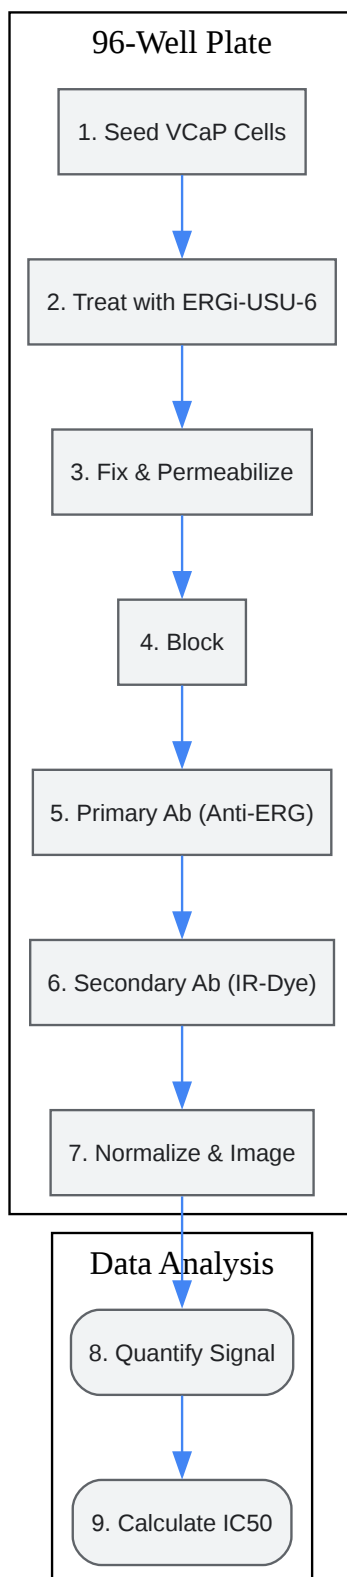 96-Well Plate
1. Seed VCaP Cells
2. Treat with ERGi-USU-6
3. Fix & Permeabilize
4. Block
5. Primary Ab (Anti-ERG)
6. Secondary Ab (IR-Dye)
7. Normalize & Image
Data Analysis
8. Quantify Signal
9. Calculate IC50